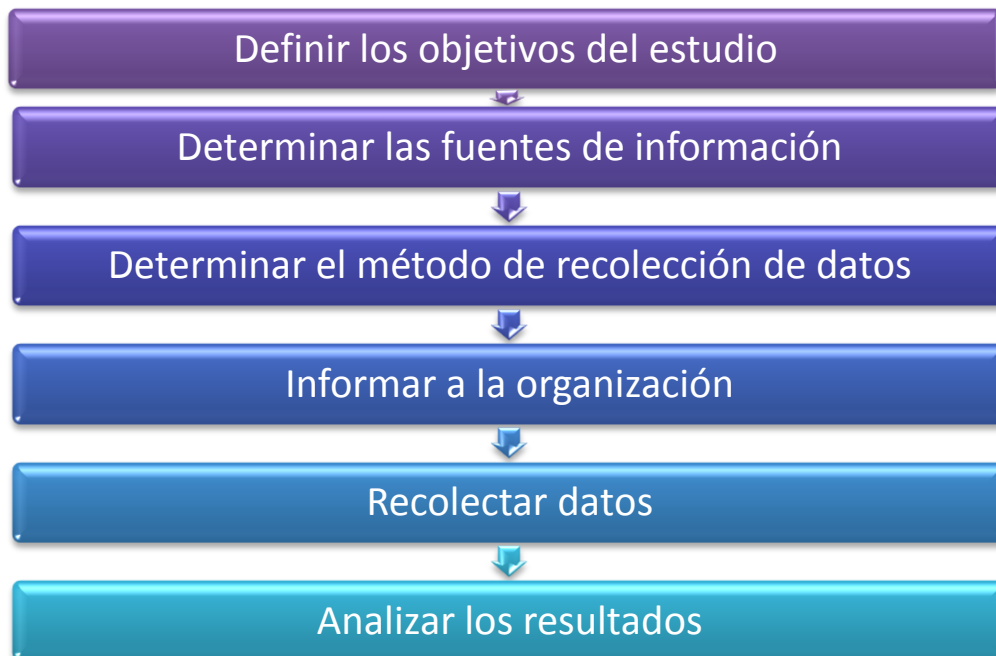 Definir los objetivos del estudio
Determinar las fuentes de información
Determinar el método de recolección de datos
Informar a la organización
Recolectar datos
Analizar los resultados